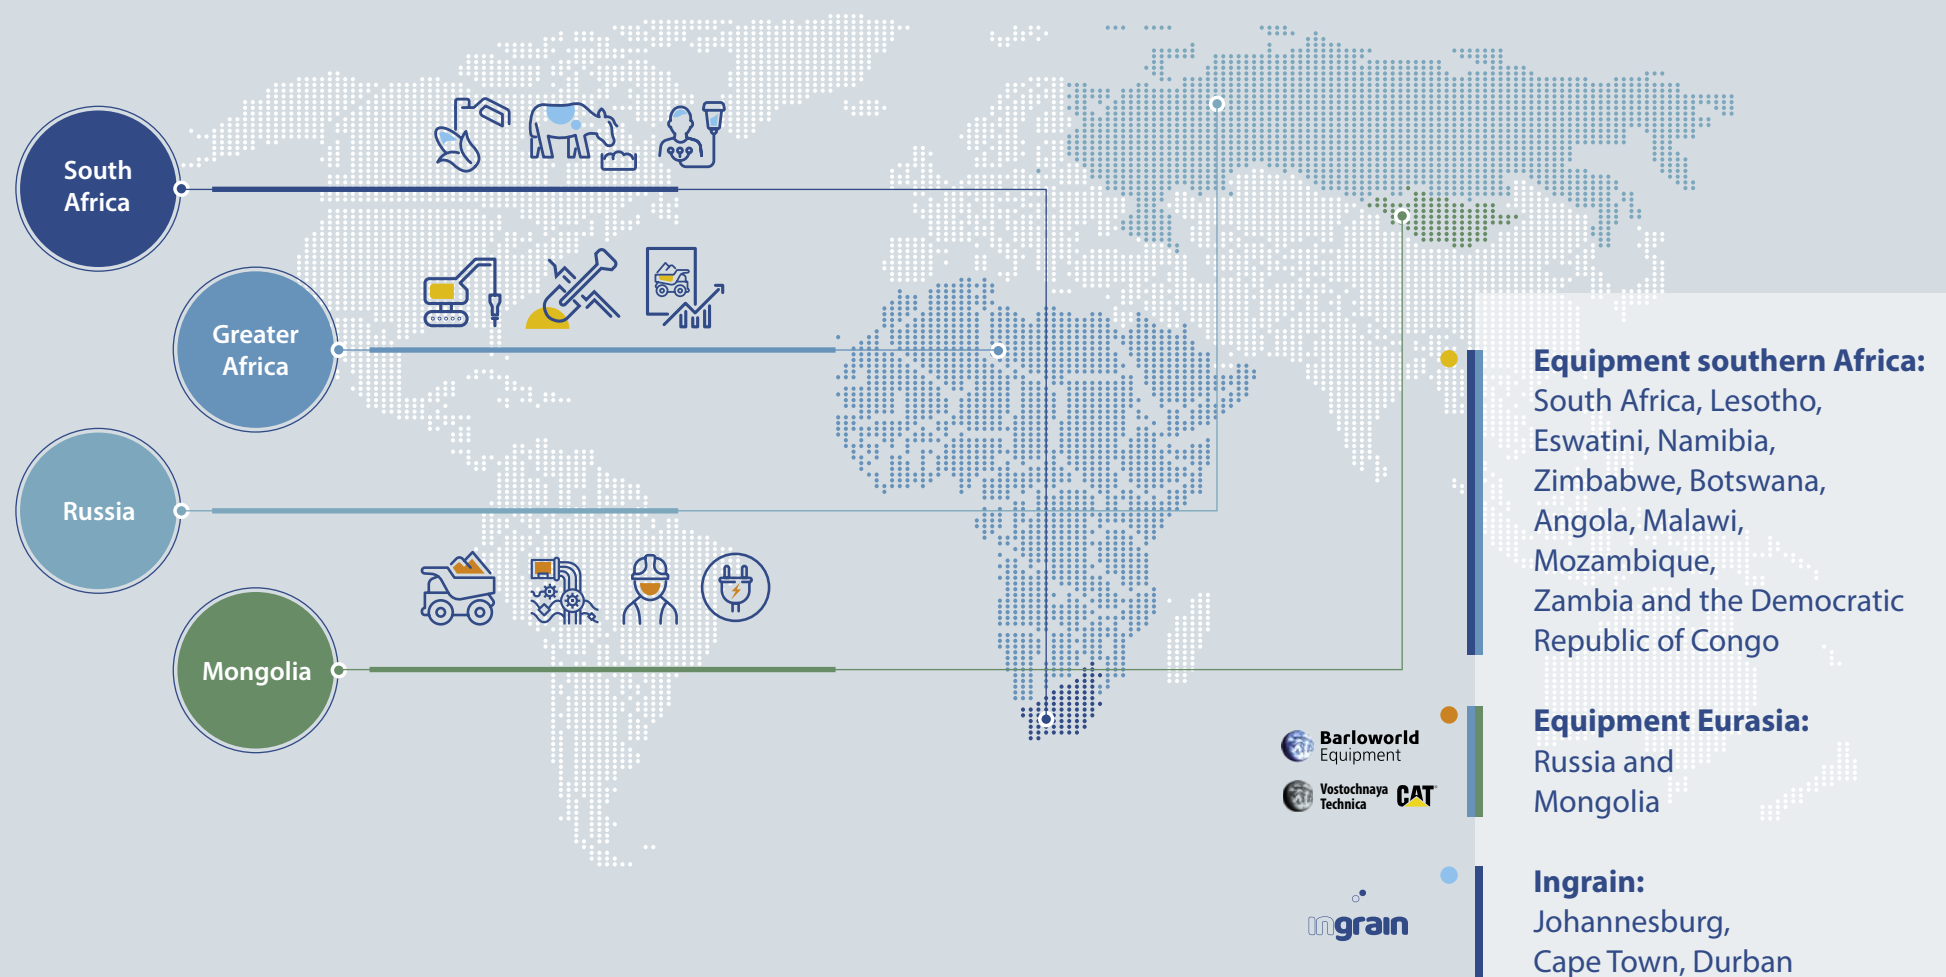 South
Africa
Greater
Africa
Russia
Mongolia
Equipment southern Africa:
South Africa, Lesotho,
Eswatini, Namibia,
Zimbabwe, Botswana,
Angola, Malawi,
Mozambique,
Zambia and the Democratic
Republic of Congo
Barloworld
Equipment
Vostochnaya
Technica
CAT
Equipment Eurasia:
Russia and
Mongolia
ingrain
Ingrain:
Johannesburg,
Cape Town, Durban